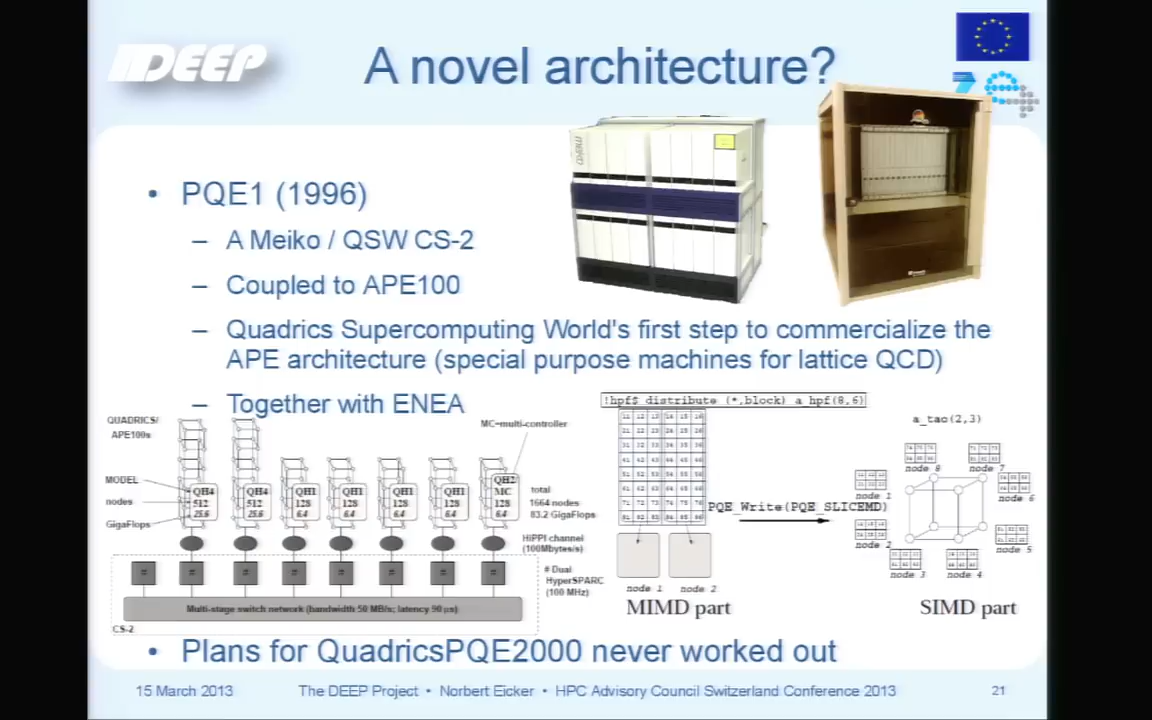 DEEP
A novel architecture?
• PQE1 (1996)
– A Meiko / QSW CS-2
– Coupled to APE100
– Quadrics Supercomputing World's first step to commercialize the
APE architecture (special purpose machines for lattice QCD)
– Together with ENEA
QUADRICS/
APE100s
MC=multi-controller
MODEL
nodes
GigaFlops
QH4
512
25.6
QH4
512
25.6
QH1
128
6.4
QH1
128
6.4
QH1
128
6.4
QH1
128
6.4
QH2
MC
128
6.4
total
1664 nodes
83.2 GigaFlops
HiPPI channel
(100Mbytes/s)
# Dual
HyperSPARC
(100 MHz)
Multi-stage switch network (bandwidth 50 MB/s; latency 90 µs)
CS-2
!hpf$ distribute (*,block) a_hpf(8,6)
a_tao(2,3)
PQE_Write(PQE_SLICEMD)
node 1
node 2
MIMD part
node 8
node 7
node 1
node 6
node 2
node 5
node 3
node 4
SIMD part
• Plans for QuadricsPQE2000 never worked out
15 March 2013
The DEEP Project • Norbert Eicker • HPC Advisory Council Switzerland Conference 2013
21